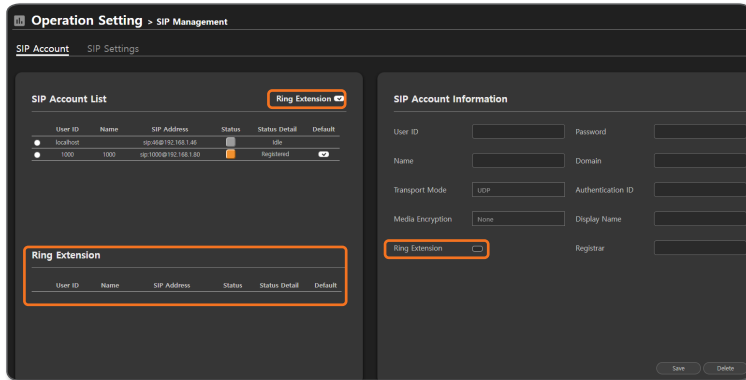 Operation Setting > SIP Management
SIP Account SIP Settings
SIP Account List Ring Extension
User ID Name SIP Address Status Status Detail Default
localhost sip:46@192.168.1.46 Idle
1000 1000 sip:1000@192.168.1.80 Registered
Ring Extension
User ID Name SIP Address Status Status Detail Default
SIP Account Information
User ID Password
Name Domain
Transport Mode UDP Authentication ID
Media Encryption None Display Name
Ring Extension Registrar
Save Delete